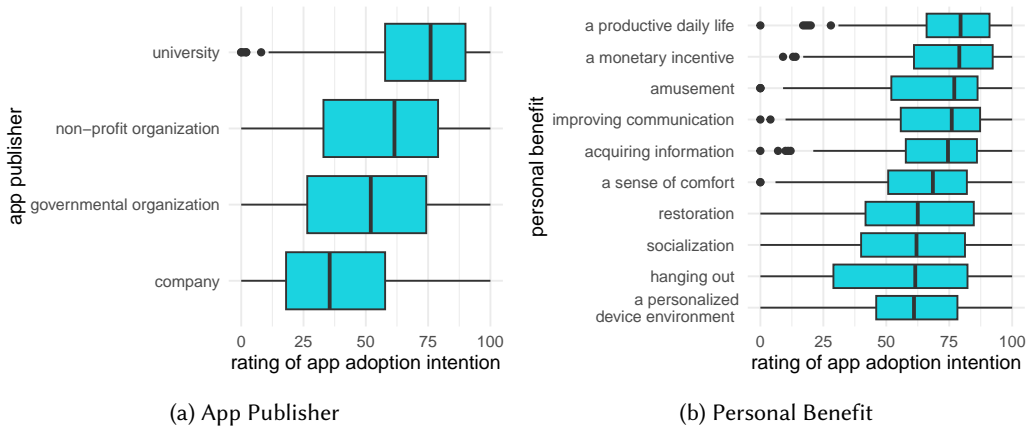 app publisher
university
non−profit organization
governmental organization
company
0 25 50 75 100
rating of app adoption intention
(a) App Publisher
personal benefit
a productive daily life
a monetary incentive
amusement
improving communication
acquiring information
a sense of comfort
restoration
socialization
hanging out
a personalized
device environment
0 25 50 75 100
rating of app adoption intention
(b) Personal Benefit